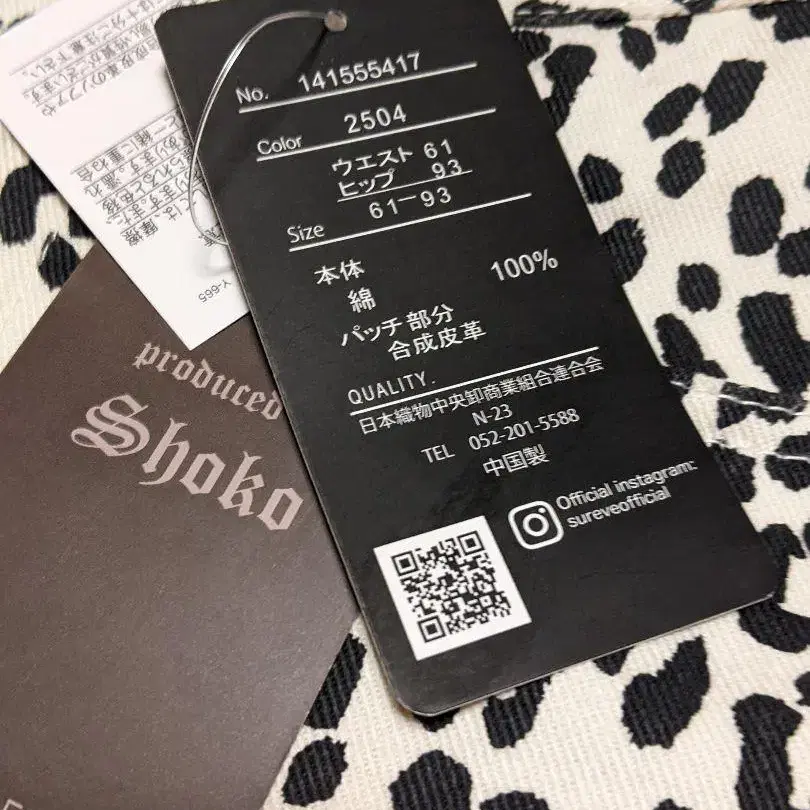 No. 141555417
Color 2504
ウエスト 61
ヒップ 93
61-93
Size
本体
綿 100%
パッチ部分
合成皮革
QUALITY.
日本織物中央卸商業組合連合会
N-23
TEL 052-201-5588
中国製
Official instagram:
sureveofficial
produced
Shoko
Y-665